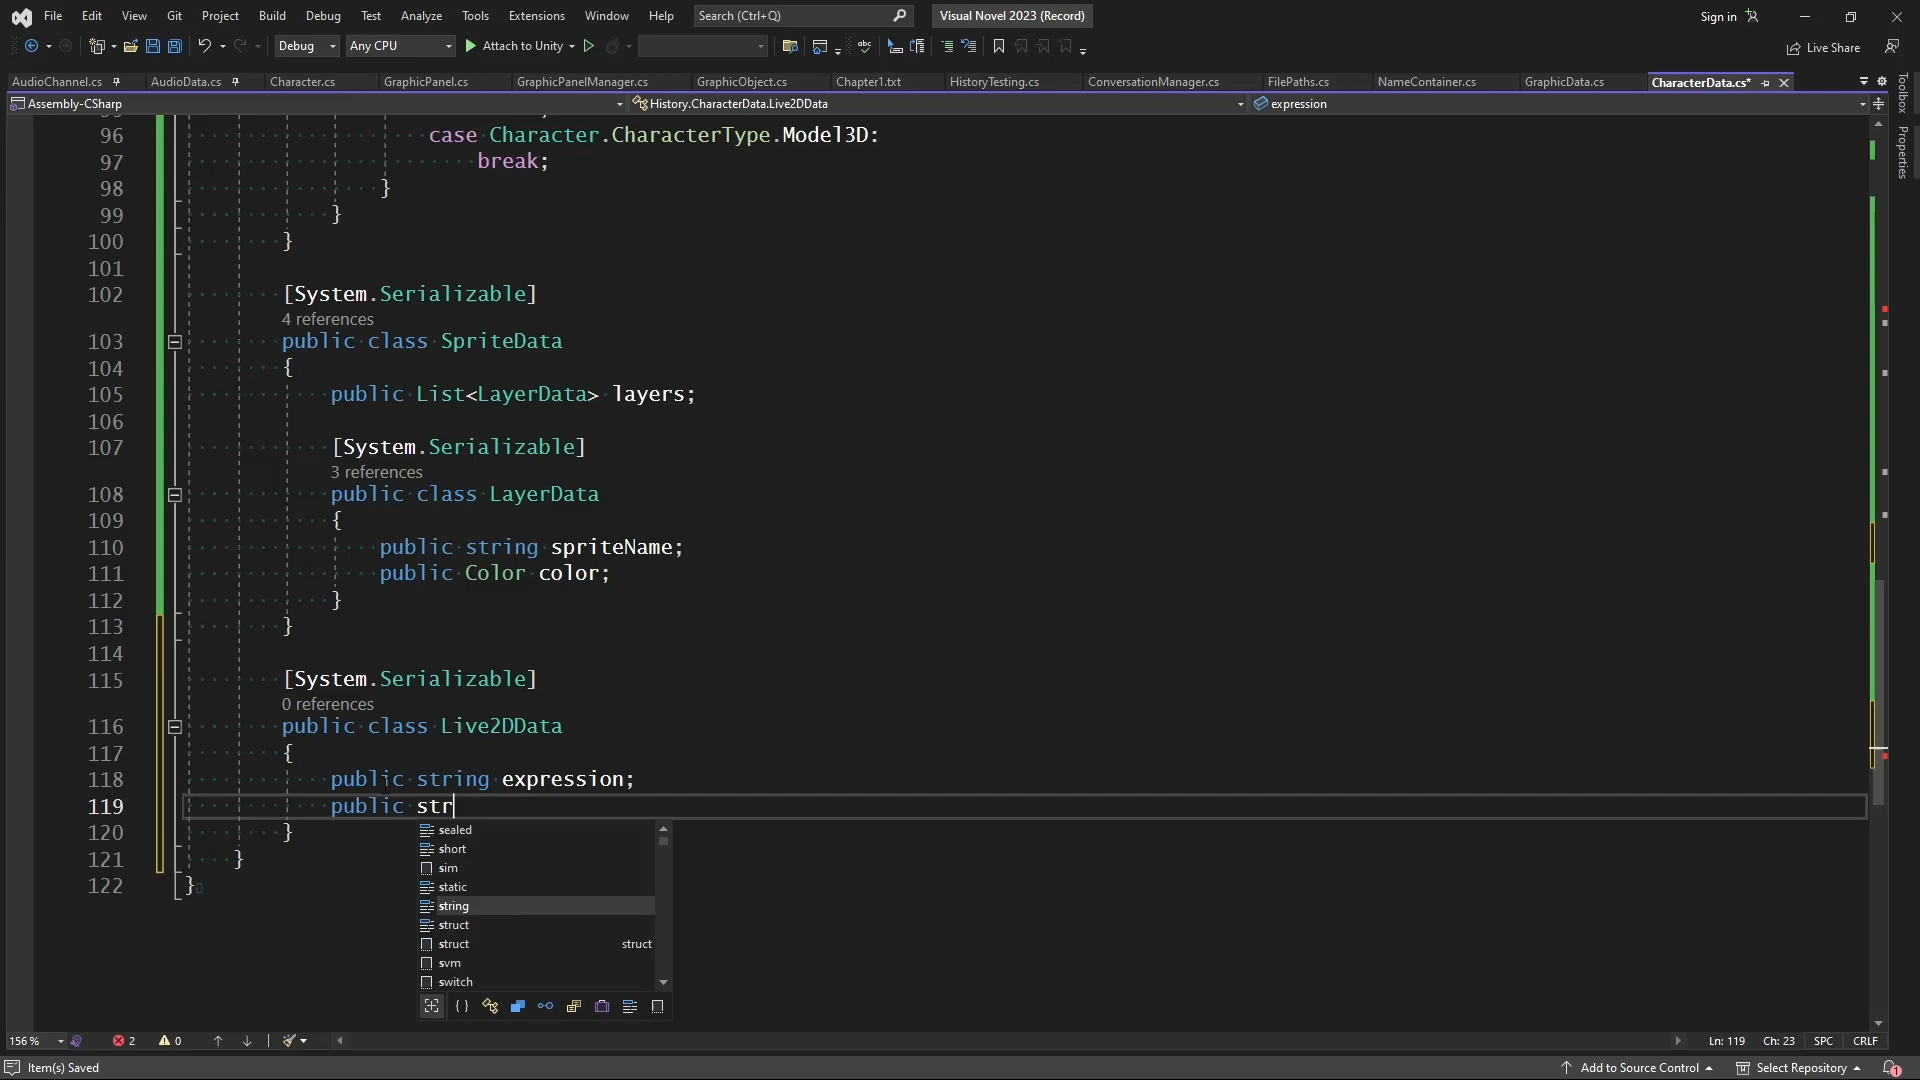 File Edit View Git Project Build Debug Test Analyze Tools Extensions Window Help Search (Ctrl+Q) Visual Novel 2023 (Record) Sign in
Debug Any CPU Attach to Unity Live Share
AudioChannel.cs AudioData.cs Character.cs GraphicPanel.cs GraphicPanelManager.cs GraphicObject.cs Chapter1.txt HistoryTesting.cs ConversationManager.cs FilePaths.cs NameContainer.cs GraphicData.cs CharacterData.cs*
Assembly-CSharp History.CharacterData.Live2DData expression
Toolbox
Properties
96 case Character.CharacterType.Model3D:
97 break;
98 }
99 }
100 }
101
102 [System.Serializable]
4 references
103 public class SpriteData
104 {
105 public List<LayerData> layers;
106
107 [System.Serializable]
3 references
108 public class LayerData
109 {
110 public string spriteName;
111 public Color color;
112 }
113 }
114
115 [System.Serializable]
0 references
116 public class Live2DData
117 {
118 public string expression;
119 public str
120 }
121 }
122 }
sealed
short
sim
static
string
struct
struct struct
svm
switch
156 % 2 0 Ln: 119 Ch: 23 SPC CRLF
Item(s) Saved Add to Source Control Select Repository 1